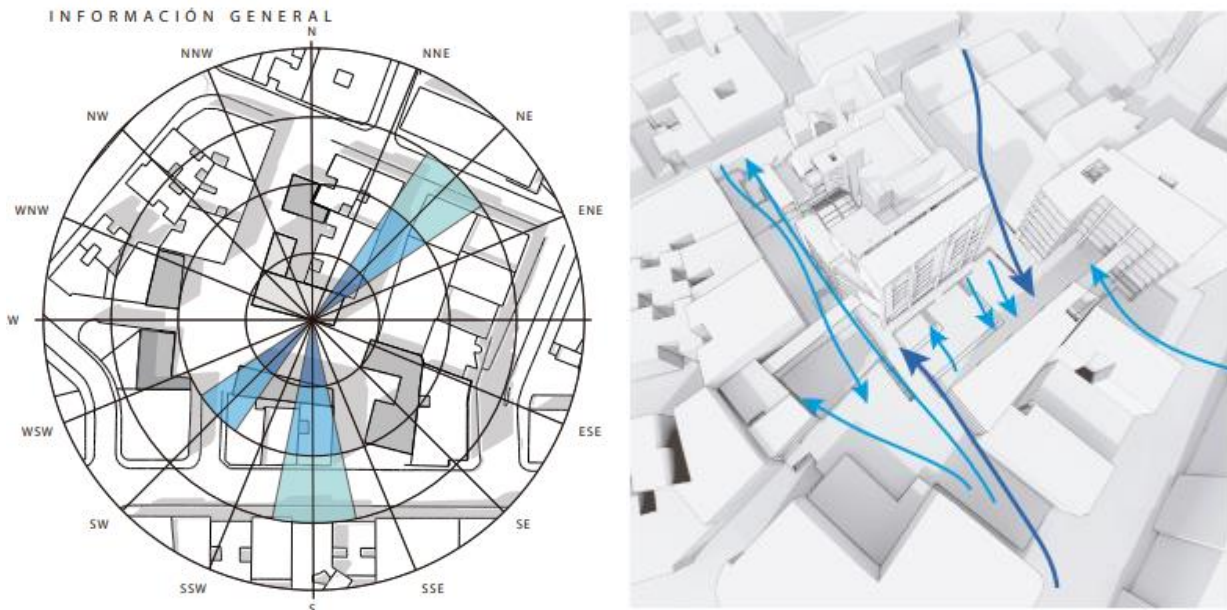 INFORMACIÓN GENERAL
N
NNW
NNE
NW
NE
WNW
ENE
W
WSW
ESE
SW
SE
SSW
SSE
S